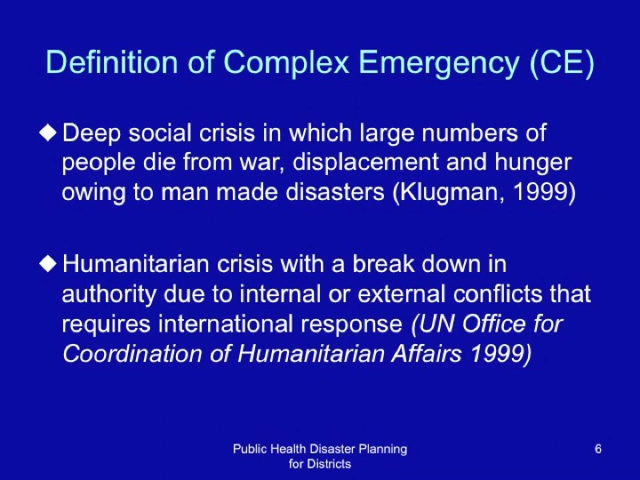 Definition of Complex Emergency (CE)
◆Deep social crisis in which large numbers of
people die from war, displacement and hunger
owing to man made disasters (Klugman, 1999)
◆Humanitarian crisis with a break down in
authority due to internal or external conflicts that
requires international response (UN Office for
Coordination of Humanitarian Affairs 1999)
Public Health Disaster Planning
for Districts
6